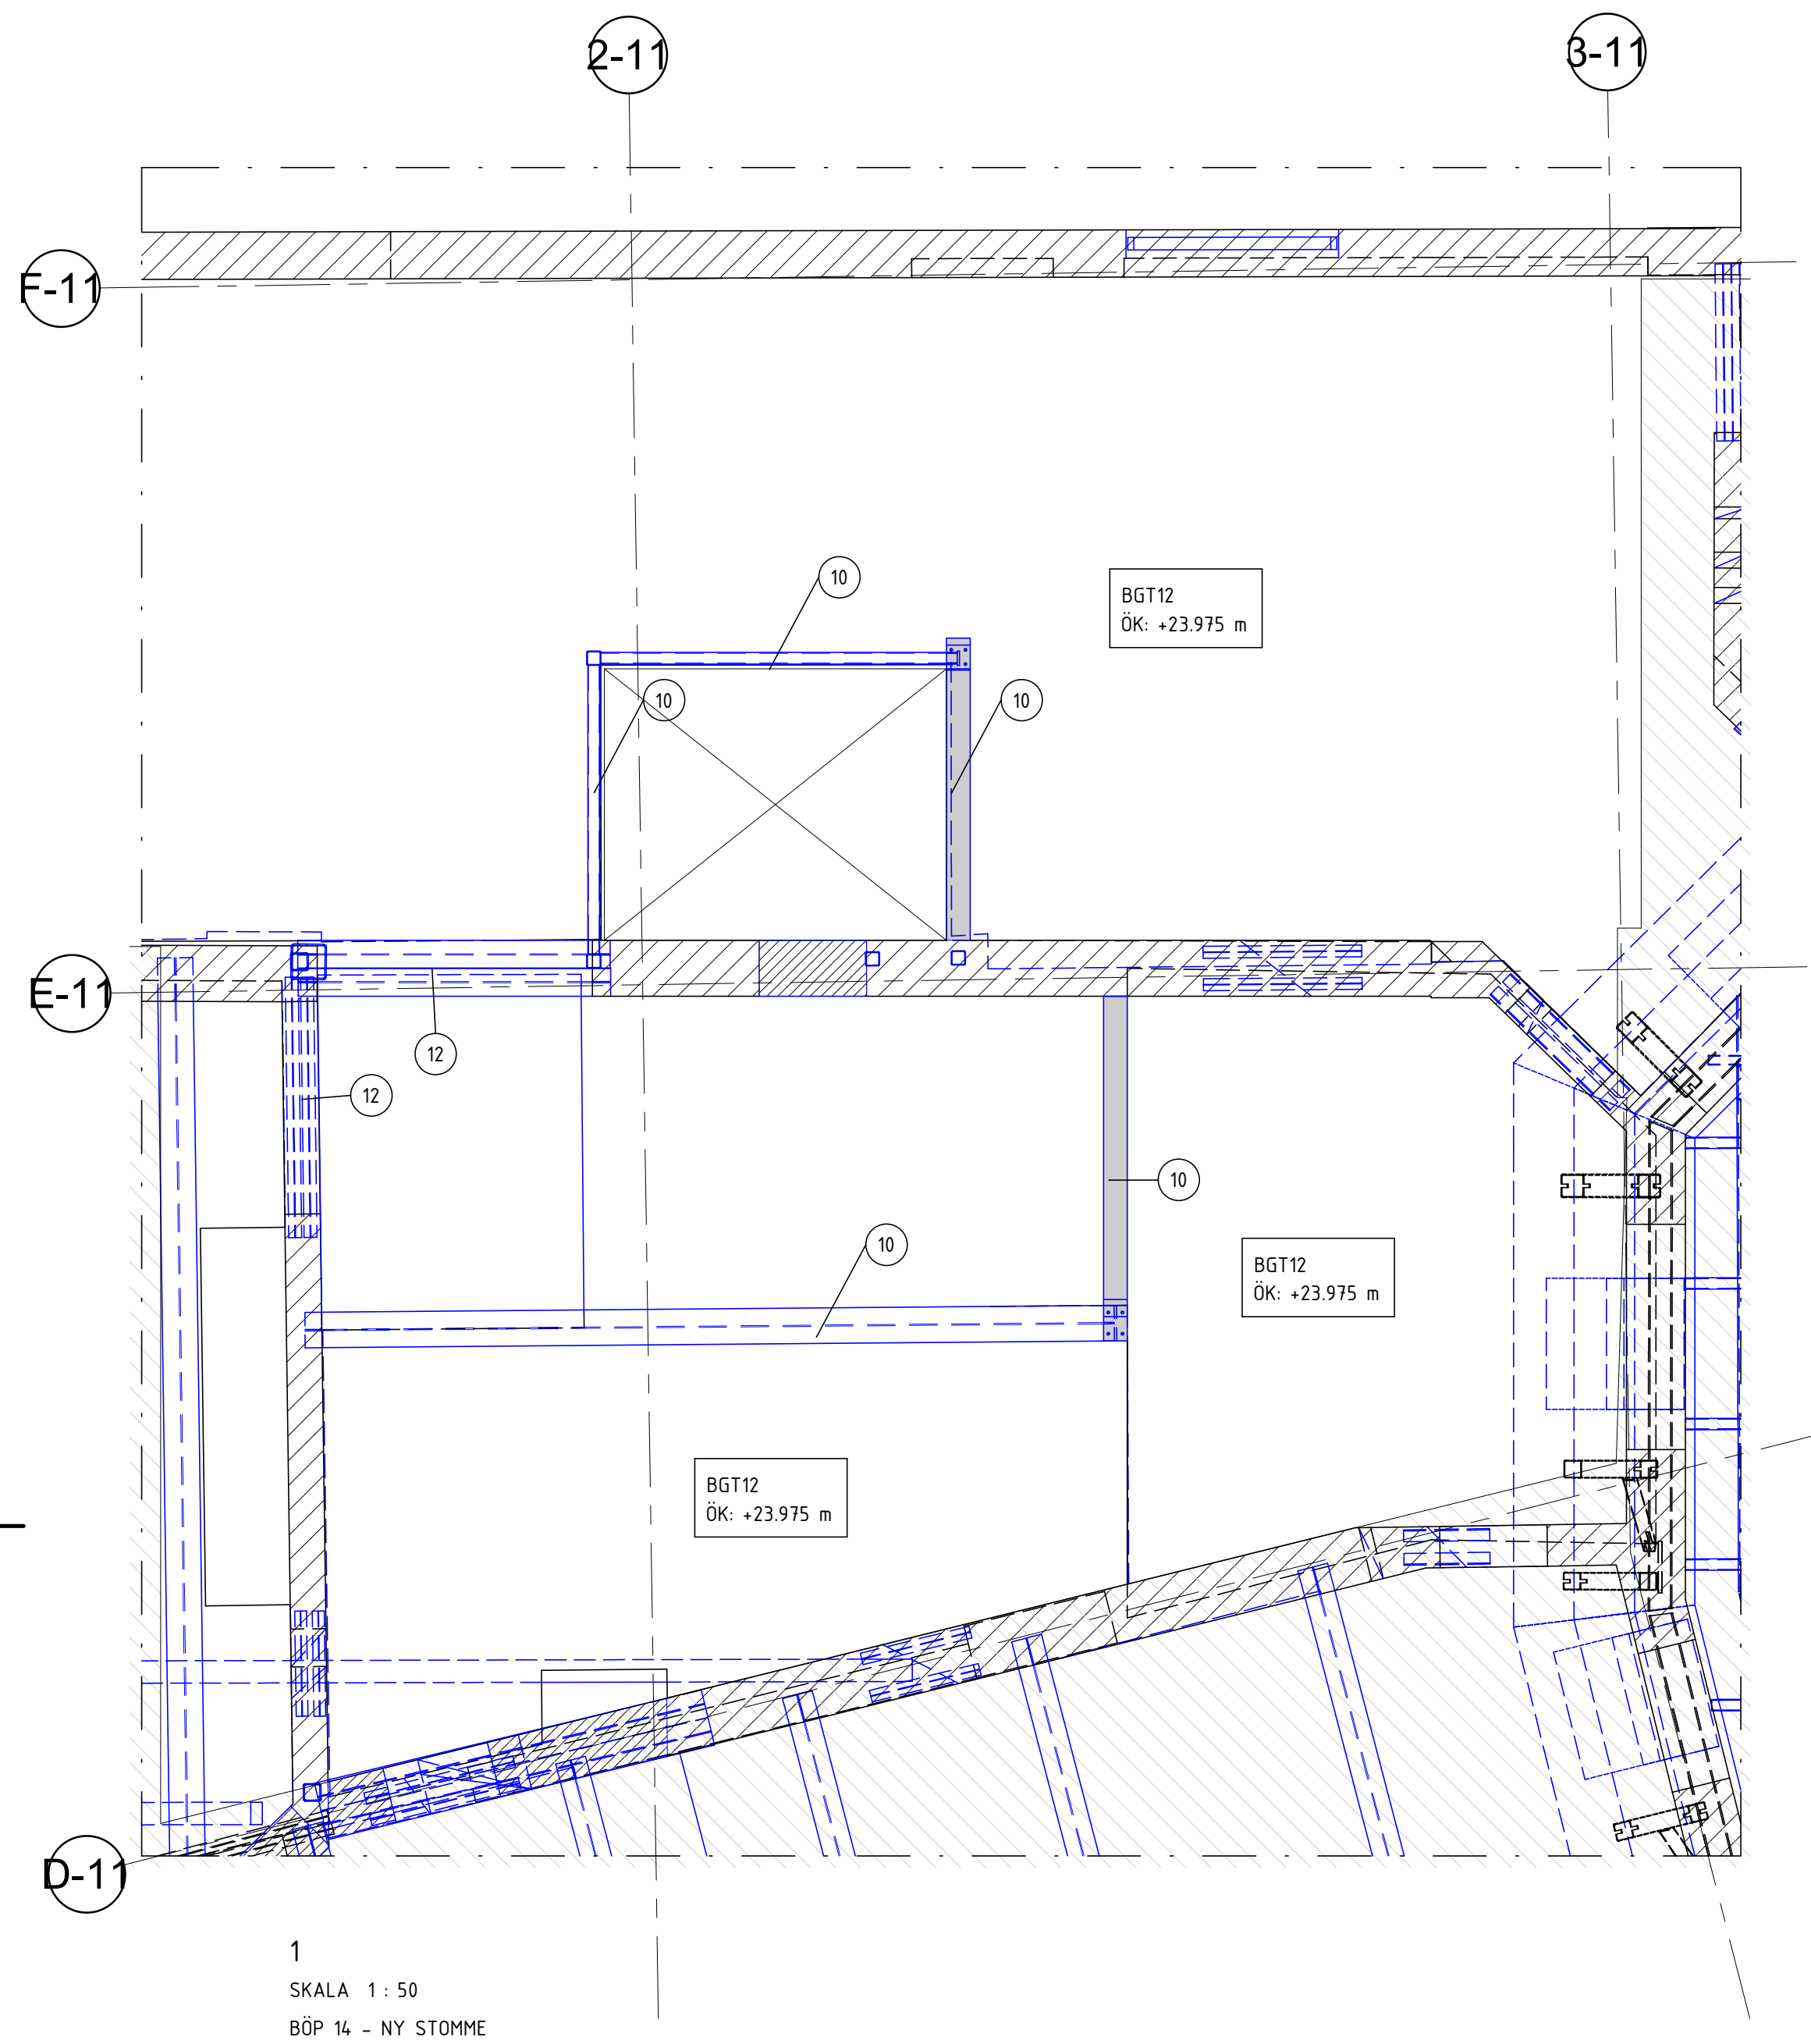 2-11
3-11
F-11
10
BGT12
ÖK: +23.975 m
10
10
E-11
12
12
10
10
BGT12
ÖK: +23.975 m
BGT12
ÖK: +23.975 m
D-11
1
SKALA 1 : 50
BÖP 14 - NY STOMME